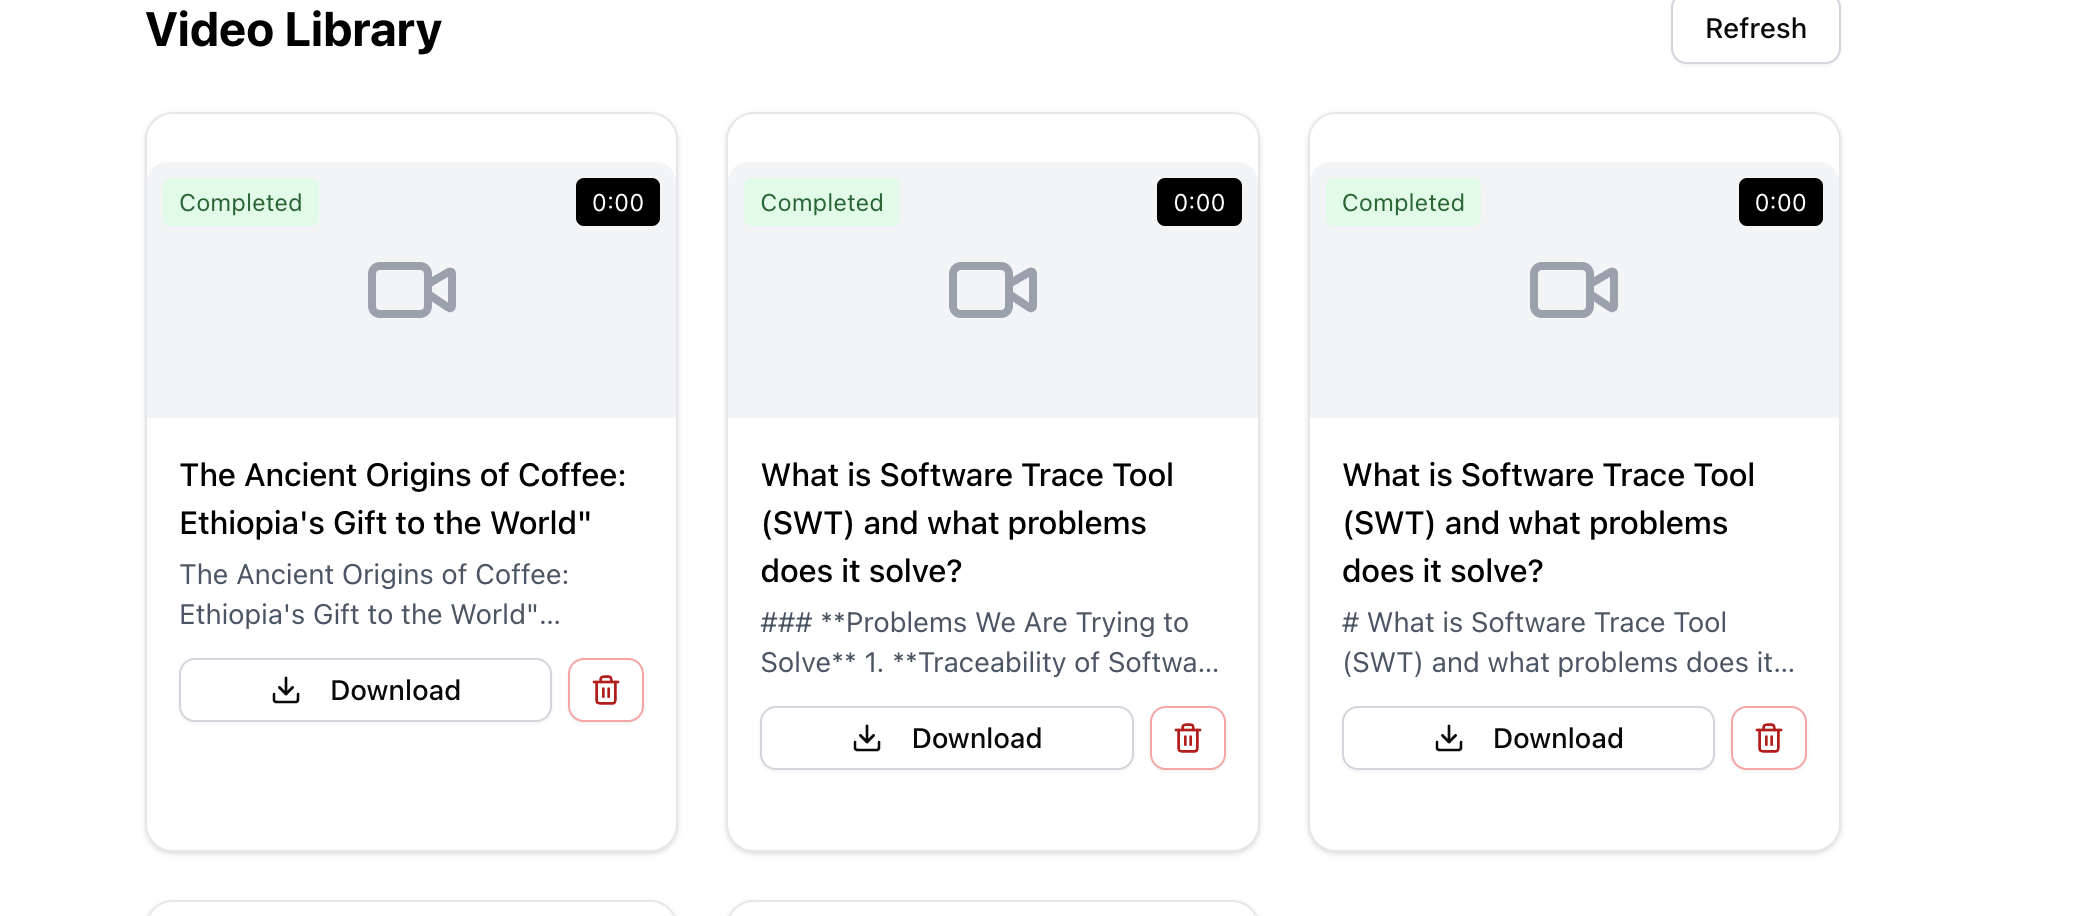 Video Library
Refresh
Completed
0:00
The Ancient Origins of Coffee:
Ethiopia's Gift to the World"
The Ancient Origins of Coffee:
Ethiopia's Gift to the World"...
Download
Completed
0:00
What is Software Trace Tool
(SWT) and what problems
does it solve?
### **Problems We Are Trying to
Solve** 1. **Traceability of Softwa...
Download
Completed
0:00
What is Software Trace Tool
(SWT) and what problems
does it solve?
# What is Software Trace Tool
(SWT) and what problems does it...
Download